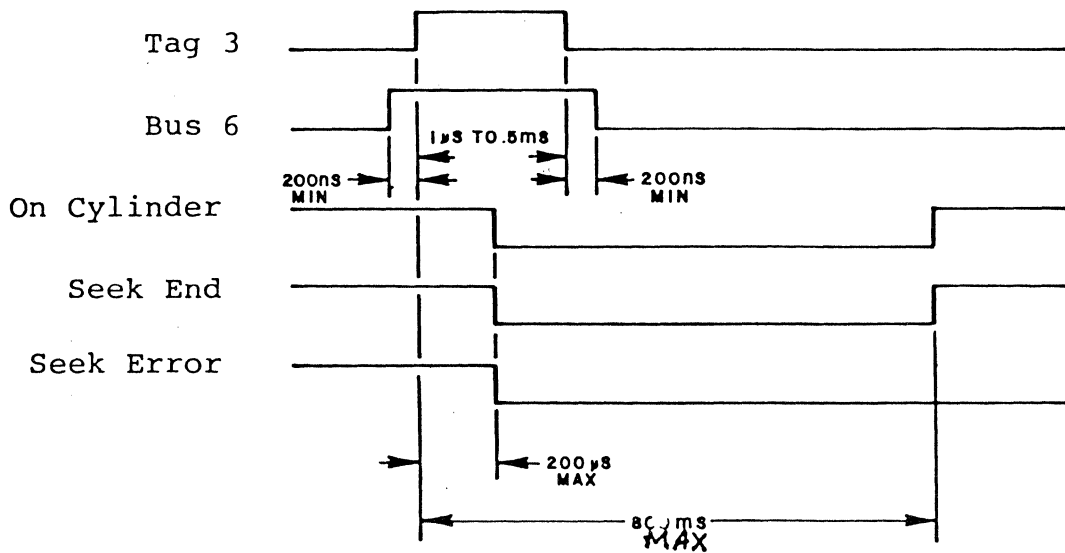 Tag 3
Bus 6
1µS TO .5mS
200nS
MIN
200nS
MIN
On Cylinder
Seek End
Seek Error
200µS
MAX
mS
MAX